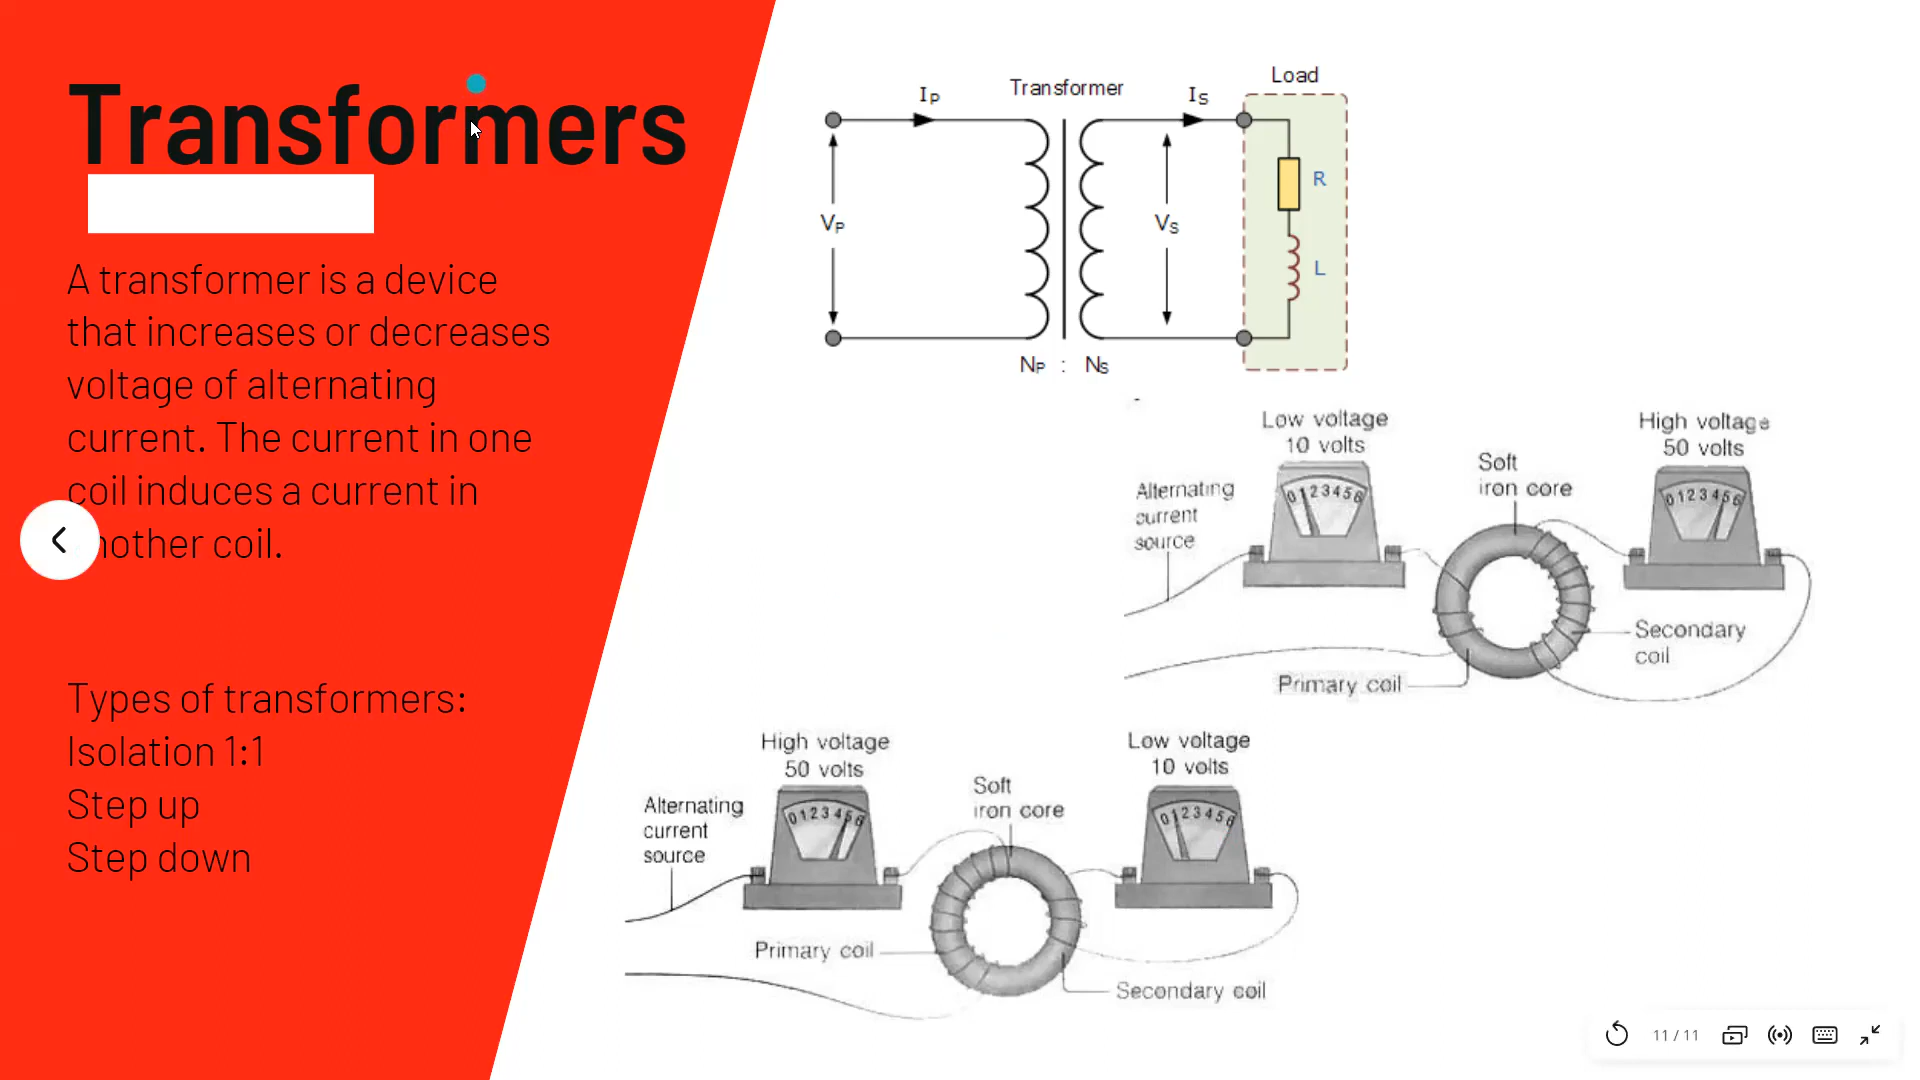 Transformers
A transformer is a device
that increases or decreases
voltage of alternating
current. The current in one
coil induces a current in
nother coil.
Types of transformers:
Isolation 1:1
Step up
Step down
Transformer
Load
IP
IS
R
VP
VS
L
NP : NS
Low voltage
10 volts
High voltage
50 volts
Soft
iron core
Alternating
current
source
0123456
0123456
Secondary
coil
Primary coil
High voltage
50 volts
Low voltage
10 volts
Soft
iron core
Alternating
current
source
0123456
0123456
Primary coil
Secondary coil
11 / 11